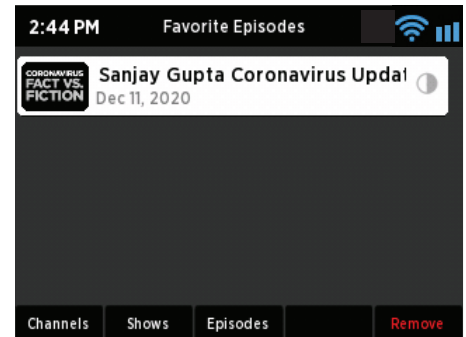 2:44 PM Favorite Episodes
CORONAVIRUS
FACT VS.
FICTION
Sanjay Gupta Coronavirus Updat
Dec 11, 2020
Channels Shows Episodes Remove